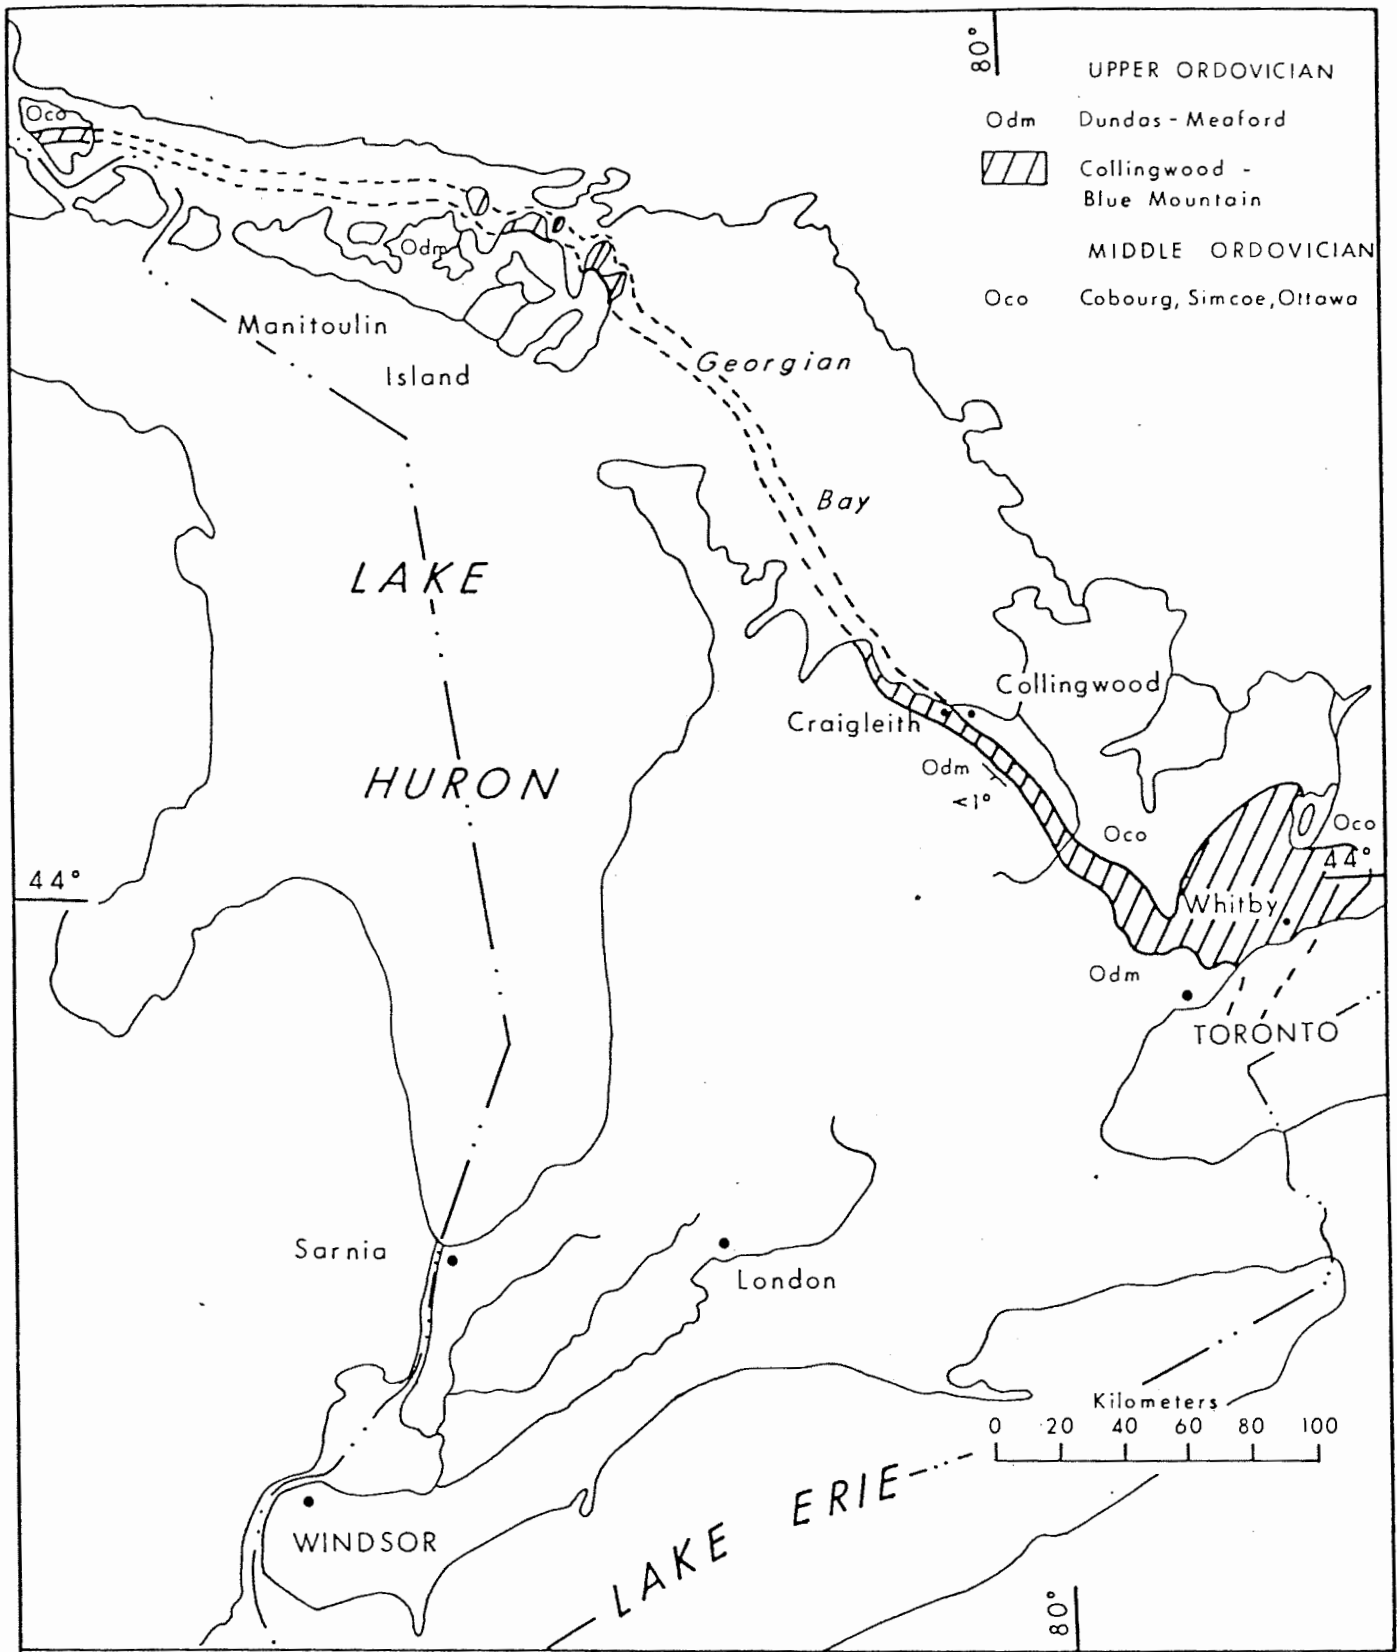 80°
UPPER ORDOVICIAN
Odm Dundas - Meaford
Collingwood -
Blue Mountain
MIDDLE ORDOVICIAN
Oco Cobourg, Simcoe, Ottawa
Oco
Odm
Manitoulin
Island
Georgian
Bay
LAKE
HURON
Collingwood
Craigleith
Odm
<1°
Oco
Oco
44°
44°
Whitby
Odm
TORONTO
Sarnia
London
Kilometers
0 20 40 60 80 100
LAKE ERIE
WINDSOR
80°